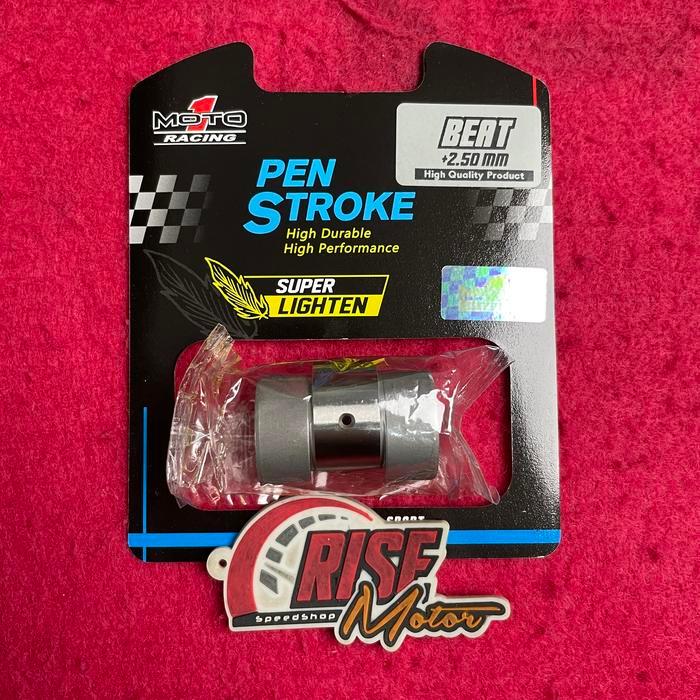 MOTO 1
RACING
BEAT
+2.50 MM
High Quality Product
PEN
STROKE
High Durable
High Performance
SUPER
LIGHTEN
SPORT
RISE
SpeedShop
Motor